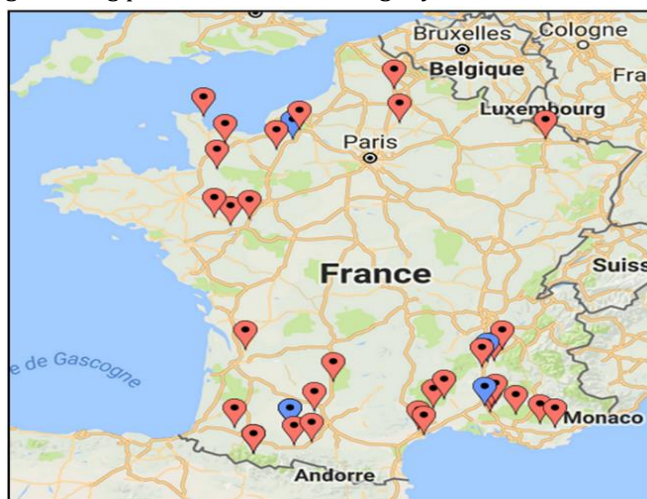 Bruxelles
Cologne
Belgique
Fra
Luxembourg
Paris
France
Suiss
e de Gascogne
Monaco
Andorre